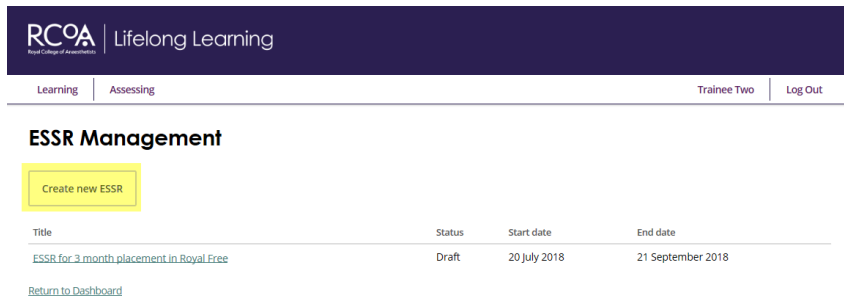 RCOA | Lifelong Learning
Royal College of Anaesthetists
Learning Assessing Trainee Two Log Out
ESSR Management
Create new ESSR
Title Status Start date End date
ESSR for 3 month placement in Royal Free Draft 20 July 2018 21 September 2018
Return to Dashboard